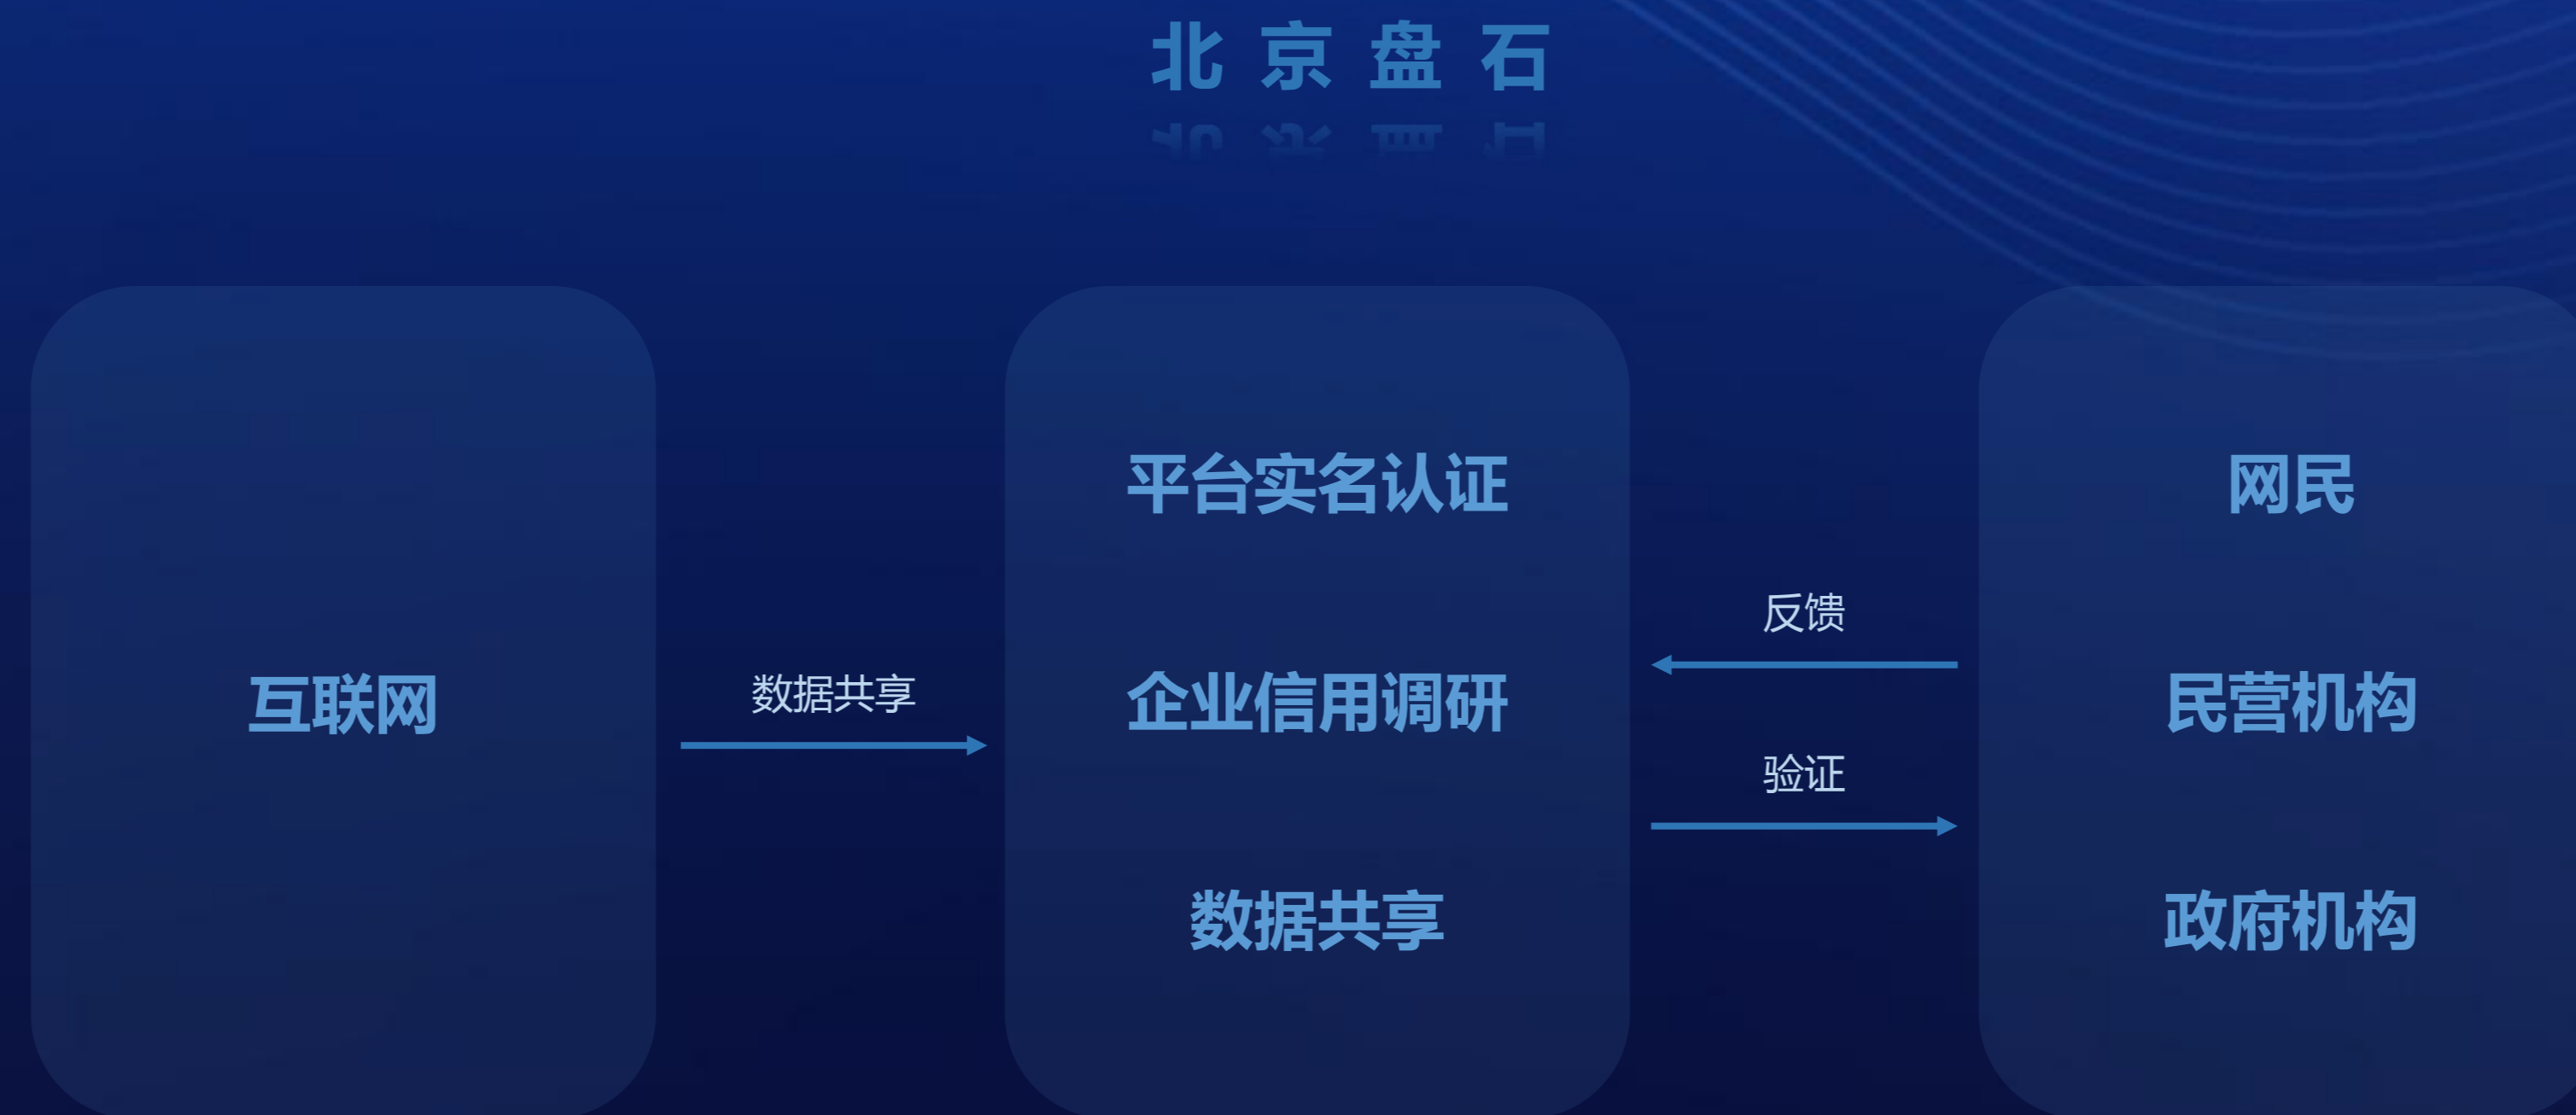 北京盘石
互联网
数据共享
平台实名认证
企业信用调研
数据共享
反馈
验证
网民
民营机构
政府机构